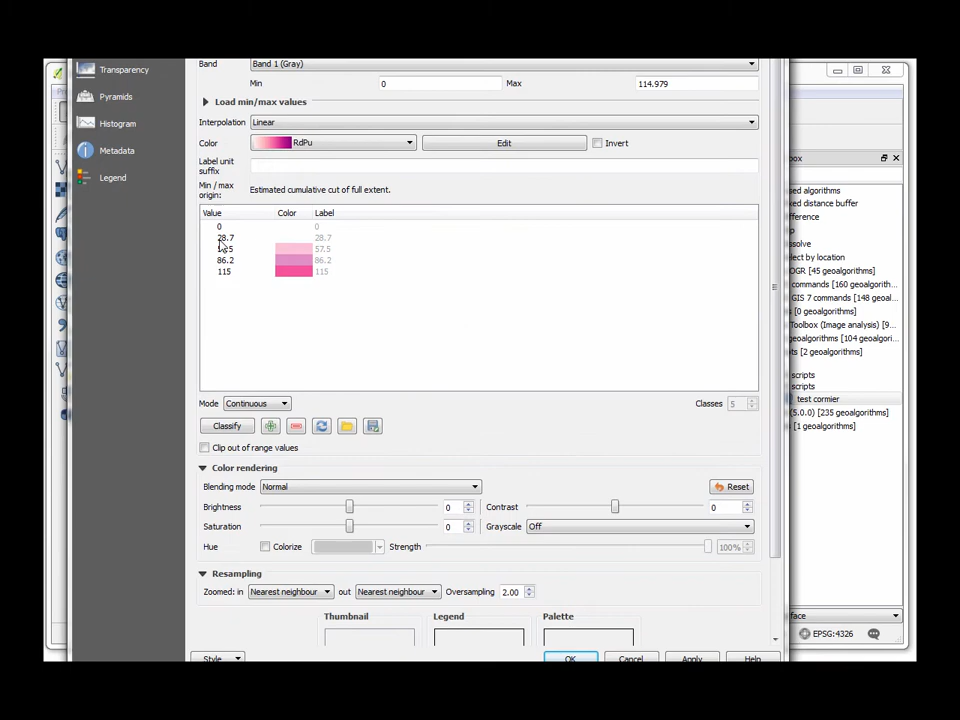 Transparency
Pyramids
Histogram
Metadata
Legend
Band Band 1 (Gray)
Min 0 Max 114.979
Load min/max values
Interpolation Linear
Color RdPu Edit Invert
Label unit
suffix
Min / max
origin: Estimated cumulative cut of full extent.
Value Color Label
0 0
28.7 28.7
57.5
86.2 86.2
115 115
Mode Continuous Classes 5
Classify
Clip out of range values
Color rendering
Blending mode Normal Reset
Brightness 0 Contrast 0
Saturation 0 Grayscale Off
Hue Colorize Strength 100%
Resampling
Zoomed: in Nearest neighbour out Nearest neighbour Oversampling 2.00
Thumbnail Legend Palette
Style OK Cancel Apply Help
box
sed algorithms
xed distance buffer
ference
ssolve
lect by location
OGR [45 geoalgorithms]
commands [160 geoalgorith...
GIS 7 commands [148 geoal...
s [0 geoalgorithms]
Toolbox (Image analysis) [9...
geoalgorithms [104 geoalgori...
ts [2 geoalgorithms]
scripts
scripts
test cormier
(5.0.0) [235 geoalgorithms]
[1 geoalgorithms]
rface
EPSG:4326